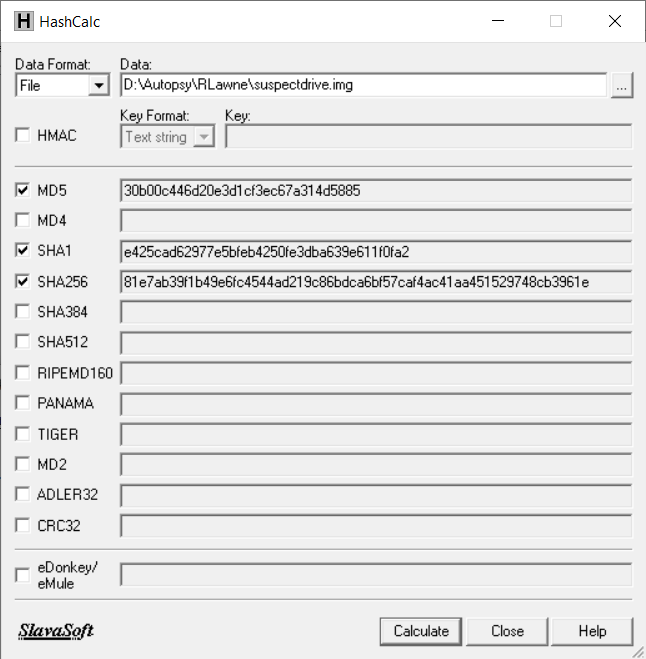 HashCalc
Data Format: Data:
File D:\Autopsy\RLawne\suspectdrive.img ...
Key Format: Key:
HMAC Text string
MD5 30b00c446d20e3d1cf3ec67a314d5885
MD4
SHA1 e425cad62977e5bfeb4250fe3dba639e611f0fa2
SHA256 81e7ab39f1b49e6fc4544ad219c86bdca6bf57caf4ac41aa451529748cb3961e
SHA384
SHA512
RIPEMD160
PANAMA
TIGER
MD2
ADLER32
CRC32
eDonkey/
eMule
SlavaSoft Calculate Close Help